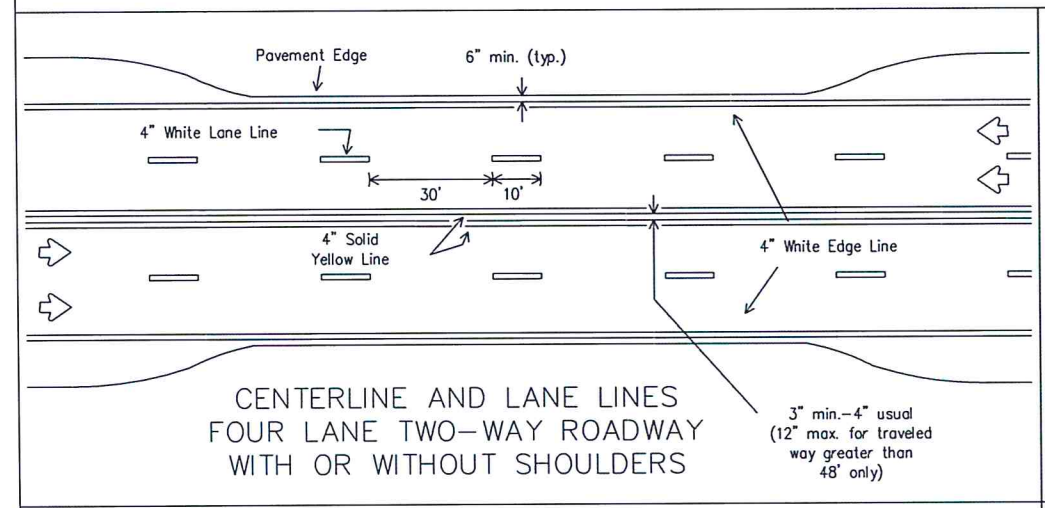 Pavement Edge
6" min. (typ.)
4" White Lane Line
30'
10'
4" Solid
Yellow Line
4" White Edge Line
3" min.-4" usual
(12" max. for traveled
way greater than
48' only)
CENTERLINE AND LANE LINES
FOUR LANE TWO-WAY ROADWAY
WITH OR WITHOUT SHOULDERS